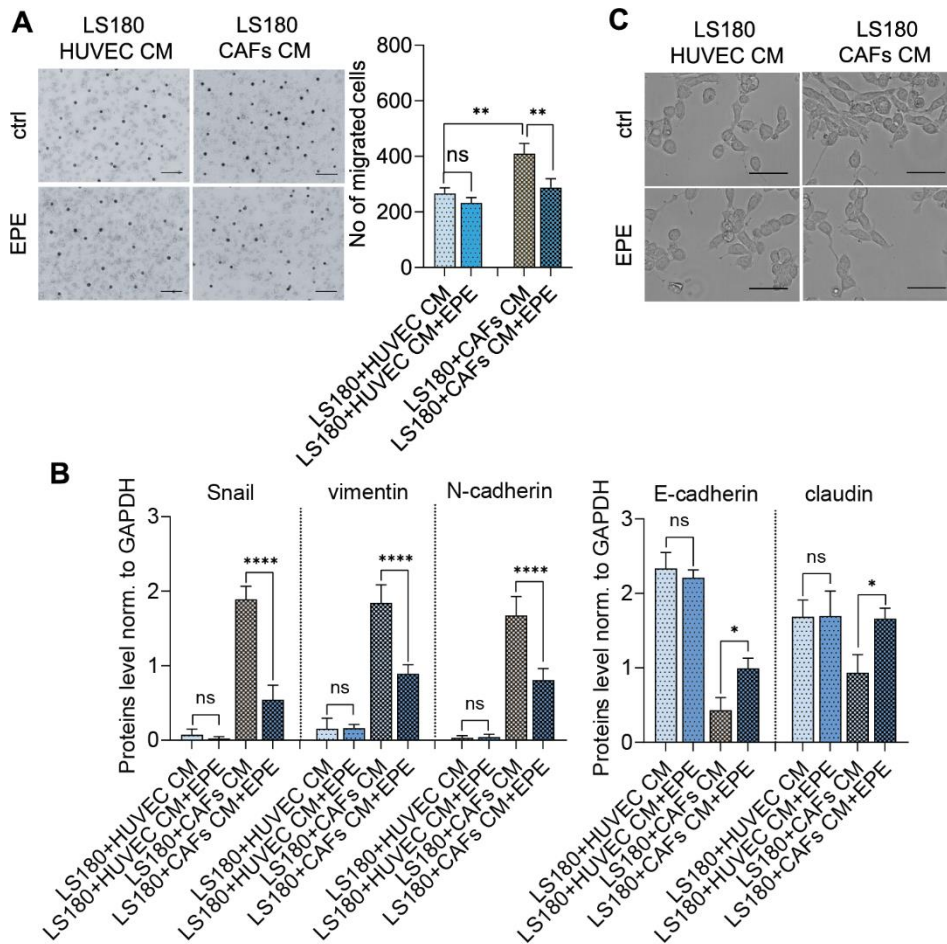 A
LS180
HUVEC CM
LS180
CAFs CM
ctrl
EPE
No of migrated cells
800
600
400
200
0
ns
**
**
LS180+HUVEC CM
LS180+HUVEC CM+EPE
LS180+CAFs CM
LS180+CAFs CM+EPE
C
LS180
HUVEC CM
LS180
CAFs CM
ctrl
EPE
B
Proteins level norm. to GAPDH
3
2
1
0
Snail
vimentin
N-cadherin
ns
****
ns
****
ns
****
LS180+HUVEC CM
LS180+HUVEC CM+EPE
LS180+CAFs CM
LS180+CAFs CM+EPE
LS180+HUVEC CM
LS180+HUVEC CM+EPE
LS180+CAFs CM
LS180+CAFs CM+EPE
LS180+HUVEC CM
LS180+HUVEC CM+EPE
LS180+CAFs CM
LS180+CAFs CM+EPE
Proteins level norm. to GAPDH
3
2
1
0
E-cadherin
claudin
ns
*
ns
*
LS180+HUVEC CM
LS180+HUVEC CM+EPE
LS180+CAFs CM
LS180+CAFs CM+EPE
LS180+HUVEC CM
LS180+HUVEC CM+EPE
LS180+CAFs CM
LS180+CAFs CM+EPE